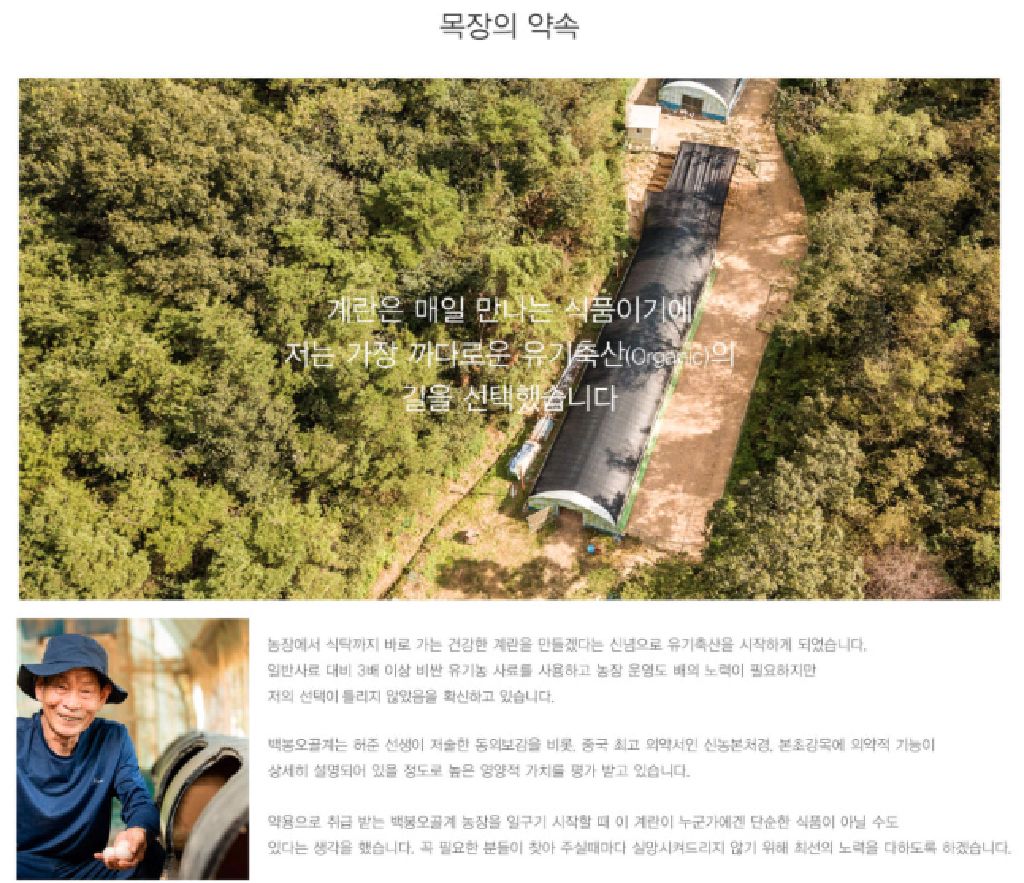 목장의 약속
계란은 매일 만나는 식품이기에
저는 가장 까다로운 유기축산(Organic)의
길을 선택했습니다
농장에서 식탁까지 바로 가는 건강한 계란을 만들겠다는 신념으로 유기축산을 시작하게 되었습니다.
일반사료 대비 3배 이상 비싼 유기농 사료를 사용하고 농장 운영도 배의 노력이 필요하지만
저의 선택이 틀리지 않았음을 확신하고 있습니다.
백봉오골계는 허준 선생이 저술한 동의보감을 비롯, 중국 최고 의약서인 신농본처경, 본초강목에 의약적 기능이
상세히 설명되어 있을 정도로 높은 영양적 가치를 평가 받고 있습니다.
약용으로 취급 받는 백봉오골계 농장을 일구기 시작할 때 이 계란이 누군가에겐 단순한 식품이 아닐 수도
있다는 생각을 했습니다. 꼭 필요한 분들이 찾아 주실때마다 실망시켜드리지 않기 위해 최선의 노력을 다하도록 하겠습니다.